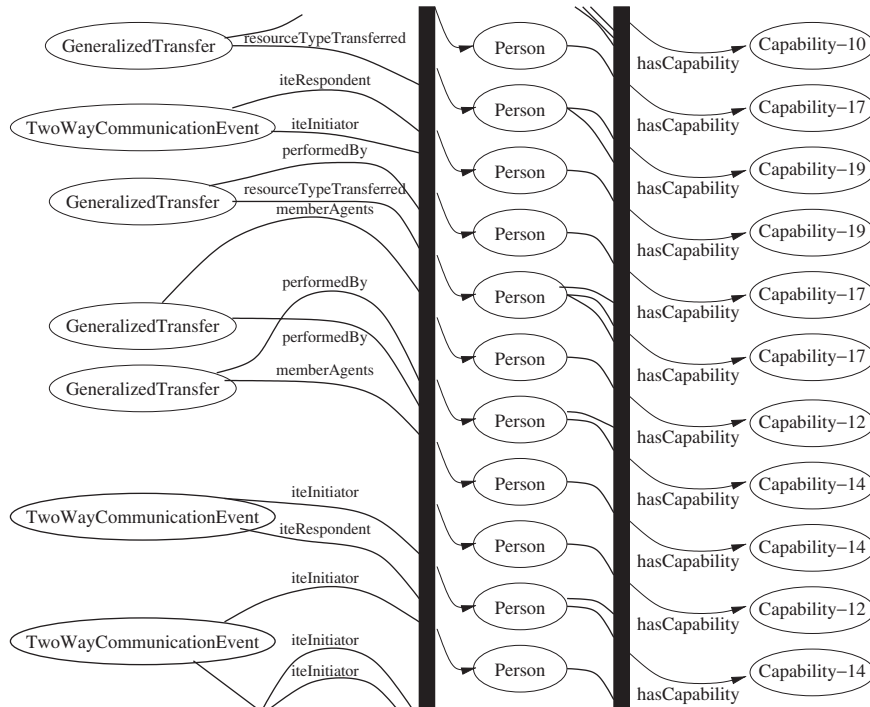 GeneralizedTransfer
resourceTypeTransferred
iteRespondent
TwoWayCommunicationEvent
iteInitiator
performedBy
GeneralizedTransfer
resourceTypeTransferred
memberAgents
performedBy
GeneralizedTransfer
performedBy
GeneralizedTransfer
memberAgents
iteInitiator
TwoWayCommunicationEvent
iteRespondent
iteInitiator
TwoWayCommunicationEvent
iteInitiator
iteInitiator
Person
Person
Person
Person
Person
Person
Person
Person
Person
Person
Person
hasCapability
Capability−10
hasCapability
Capability−17
hasCapability
Capability−19
hasCapability
Capability−19
hasCapability
Capability−17
hasCapability
Capability−17
hasCapability
Capability−12
hasCapability
Capability−14
hasCapability
Capability−14
hasCapability
Capability−12
hasCapability
Capability−14